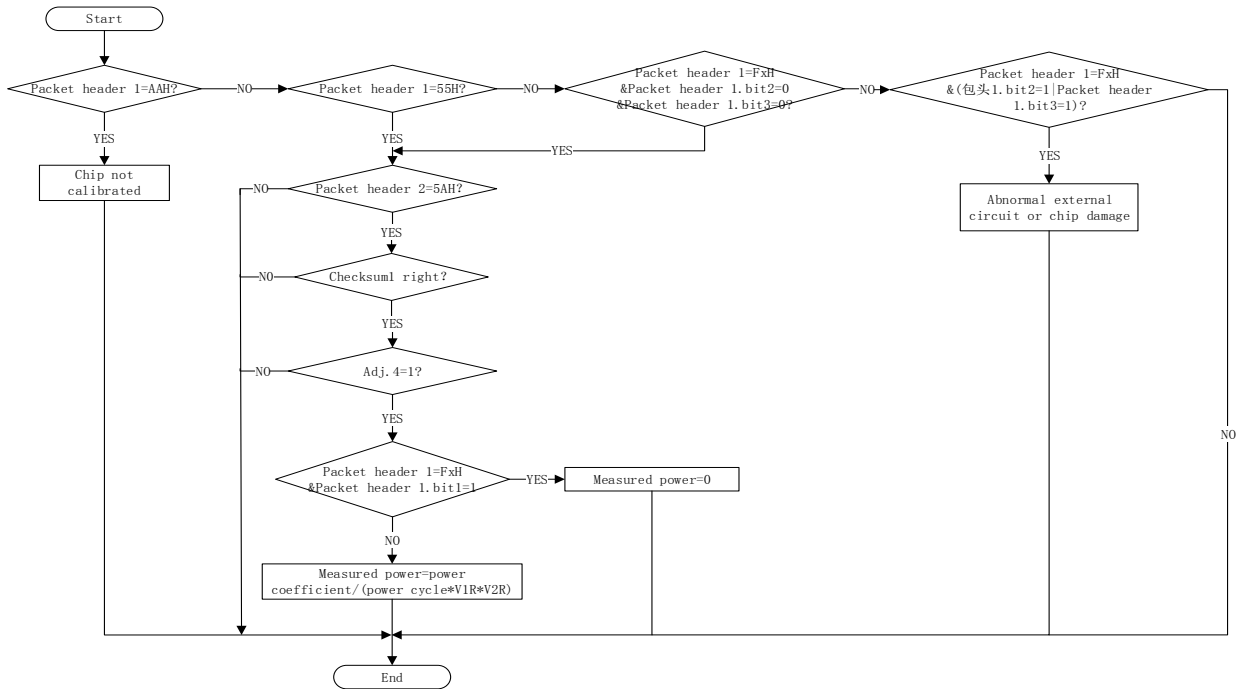 Start
Packet header 1=AAH?
NO
Packet header 1=55H?
NO
Packet header 1=FxH
&Packet header 1.bit2=0
&Packet header 1.bit3=0?
NO
Packet header 1=FxH
&(包头1.bit2=1|Packet header
1.bit3=1)?
YES
YES
YES
YES
Chip not
calibrated
NO
Packet header 2=5AH?
Abnormal external
circuit or chip damage
YES
NO
Checksum1 right?
YES
NO
Adj.4=1?
YES
NO
Packet header 1=FxH
&Packet header 1.bit1=1
YES
Measured power=0
NO
Measured power=power
coefficient/(power cycle*V1R*V2R)
End